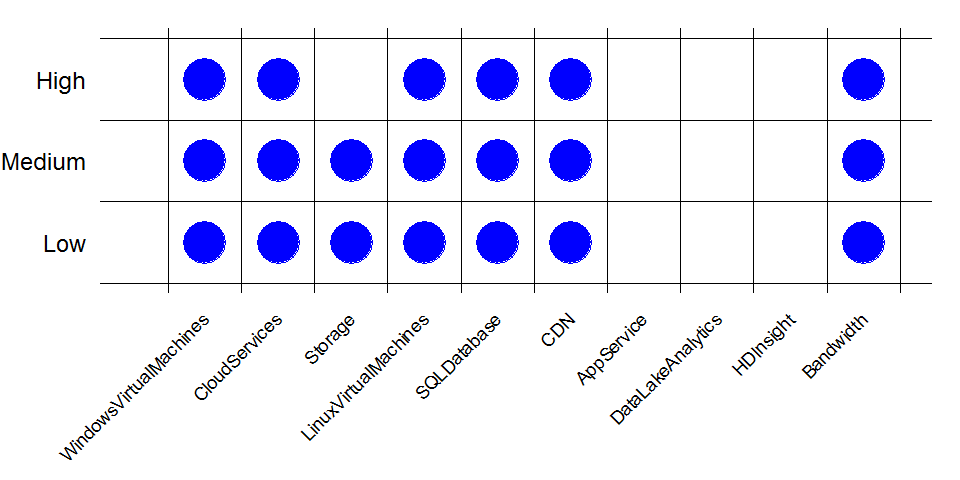 High
Medium
Low
WindowsVirtualMachines
CloudServices
Storage
LinuxVirtualMachines
SQLDatabase
CDN
AppService
DataLakeAnalytics
HDInsight
Bandwidth